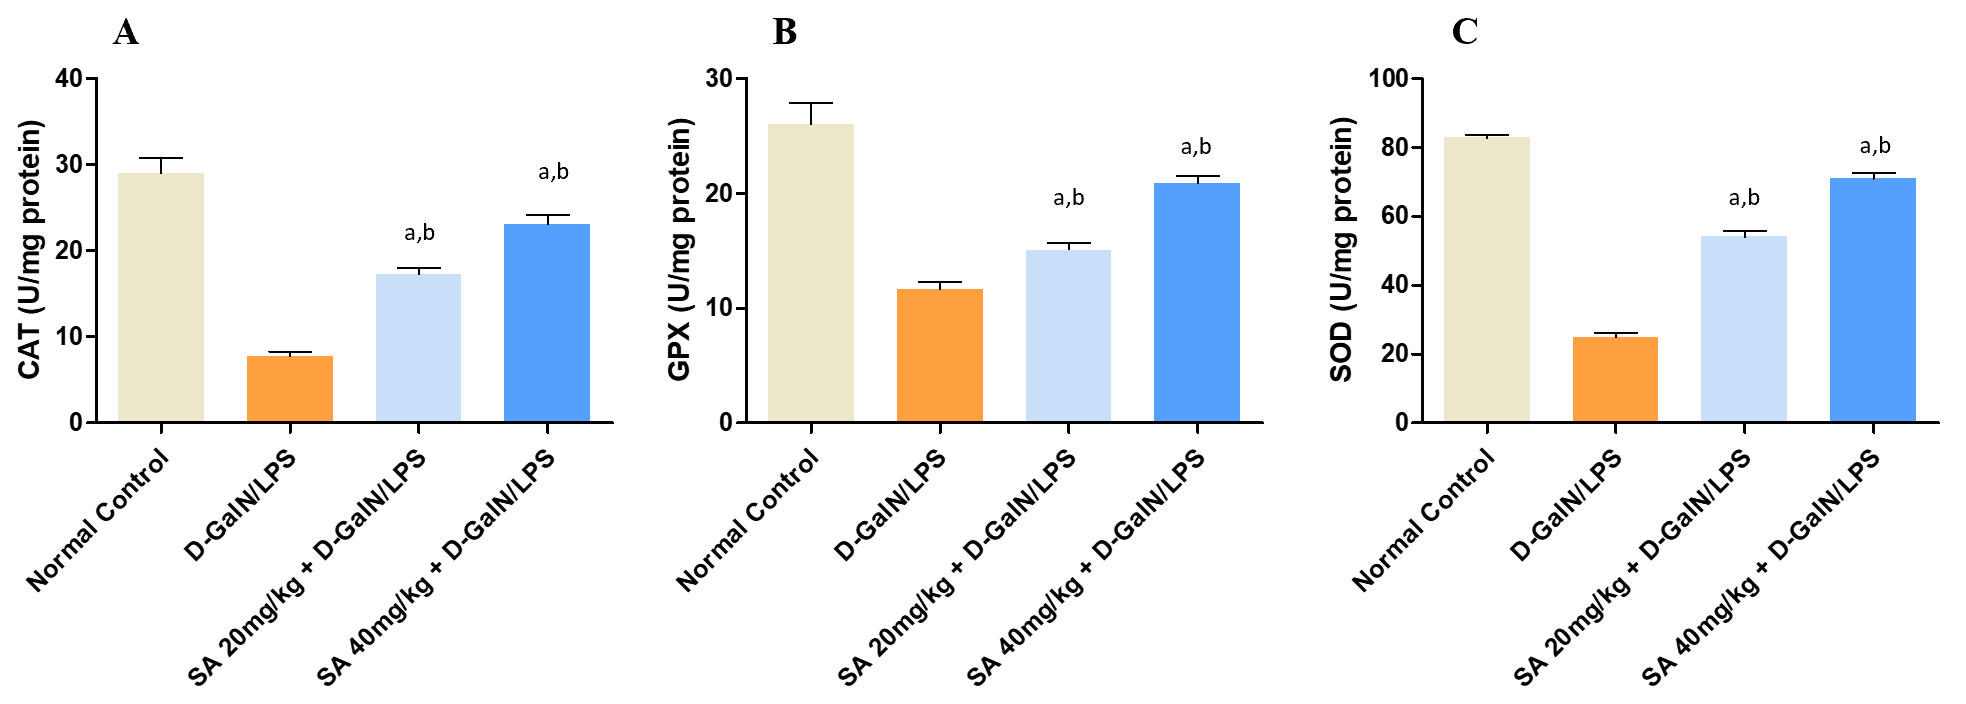 A
CAT (U/mg protein)
40
30
20
10
0
a,b
a,b
Normal Control
D-GalN/LPS
SA 20mg/kg + D-GalN/LPS
SA 40mg/kg + D-GalN/LPS
B
GPX (U/mg protein)
30
20
10
0
a,b
a,b
Normal Control
D-GalN/LPS
SA 20mg/kg + D-GalN/LPS
SA 40mg/kg + D-GalN/LPS
C
SOD (U/mg protein)
100
80
60
40
20
0
a,b
a,b
Normal Control
D-GalN/LPS
SA 20mg/kg + D-GalN/LPS
SA 40mg/kg + D-GalN/LPS